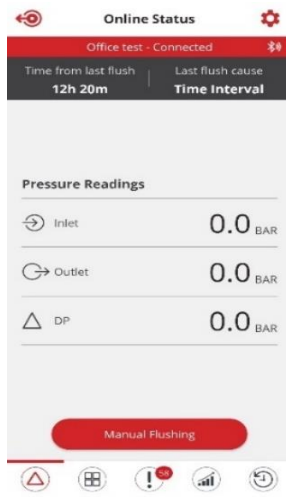 Online Status
Office test - Connected
Time from last flush Last flush cause
12h 20m Time Interval
Pressure Readings
Inlet 0.0 BAR
Outlet 0.0 BAR
DP 0.0 BAR
Manual Flushing
58